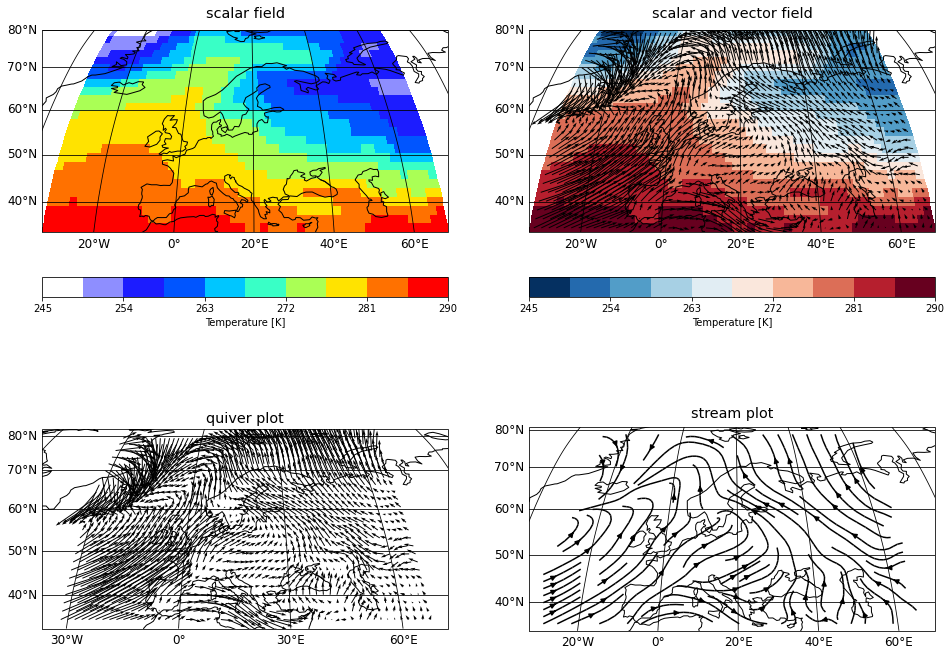 scalar field
80°N
70°N
60°N
50°N
40°N
20°W 0° 20°E 40°E 60°E
245 254 263 272 281 290
Temperature [K]
scalar and vector field
80°N
70°N
60°N
50°N
40°N
20°W 0° 20°E 40°E 60°E
245 254 263 272 281 290
Temperature [K]
quiver plot
80°N
70°N
60°N
50°N
40°N
30°W 0° 30°E 60°E
stream plot
80°N
70°N
60°N
50°N
40°N
20°W 0° 20°E 40°E 60°E